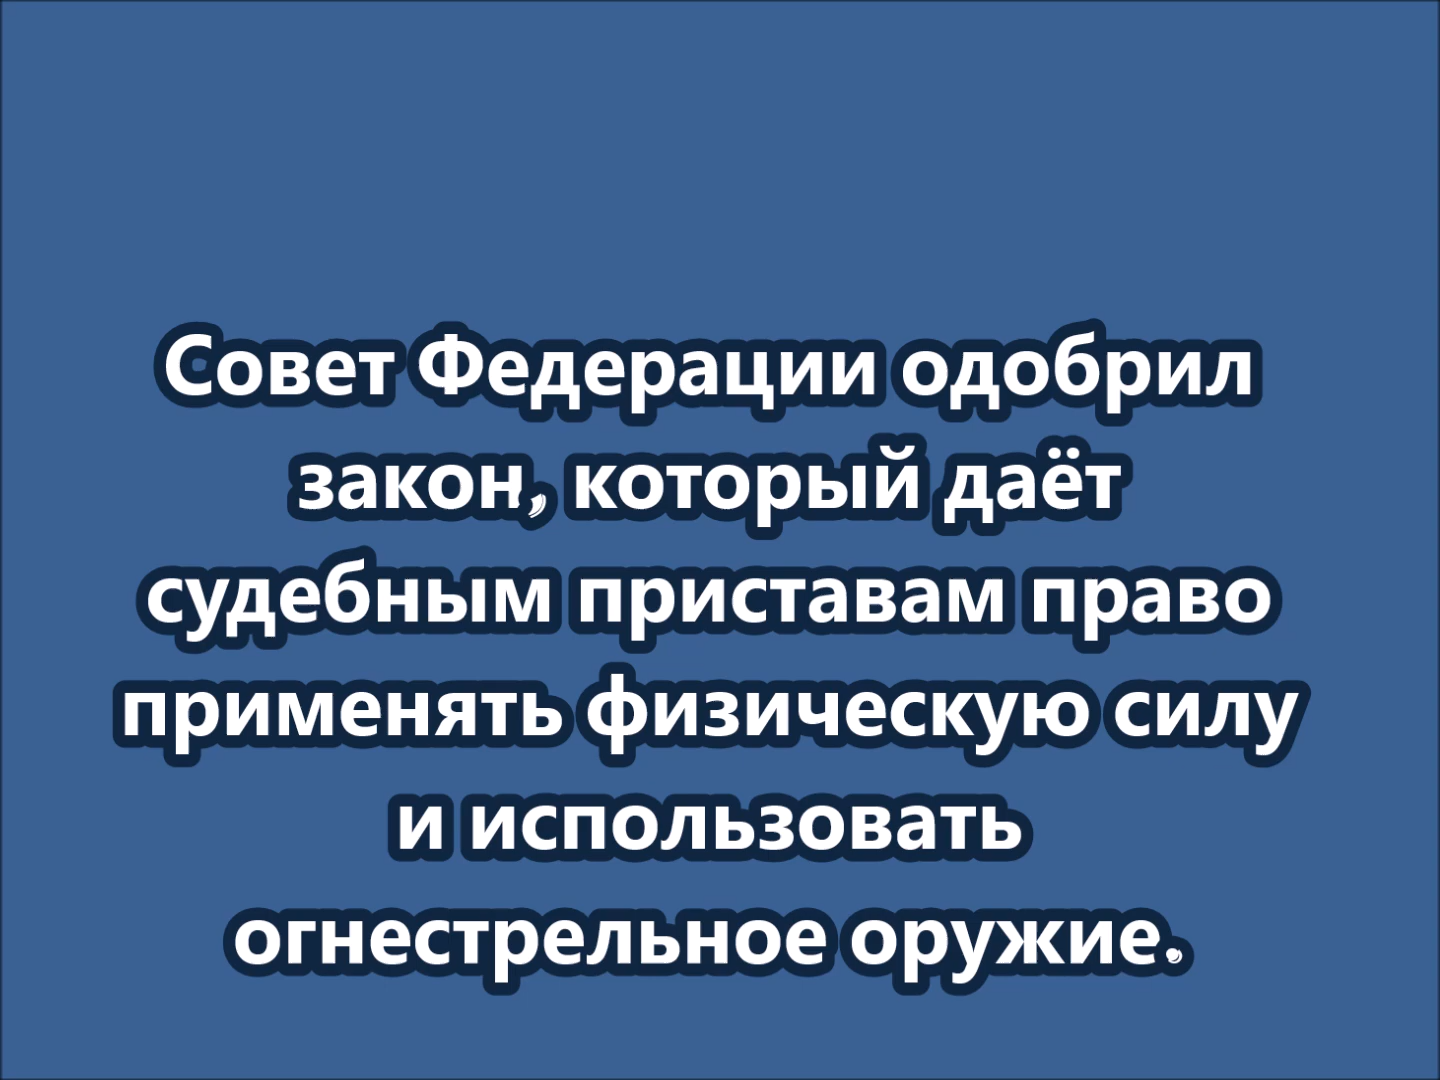 Совет Федерации одобрил
закон, который даёт
судебным приставам право
применять физическую силу
и использовать
огнестрельное оружие.